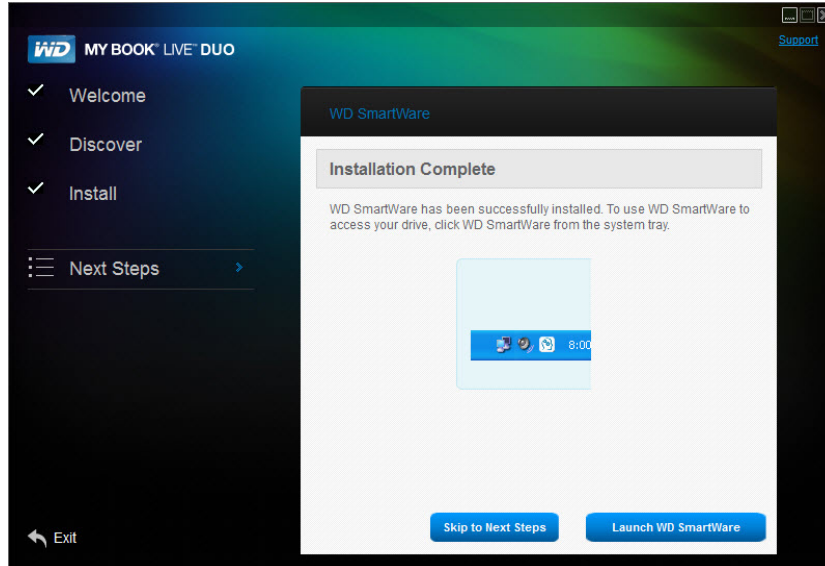 WD MY BOOK® LIVE™ DUO
Support
Welcome
Discover
Install
Next Steps
Exit
WD SmartWare
Installation Complete
WD SmartWare has been successfully installed. To use WD SmartWare to
access your drive, click WD SmartWare from the system tray.
8:00
Skip to Next Steps
Launch WD SmartWare